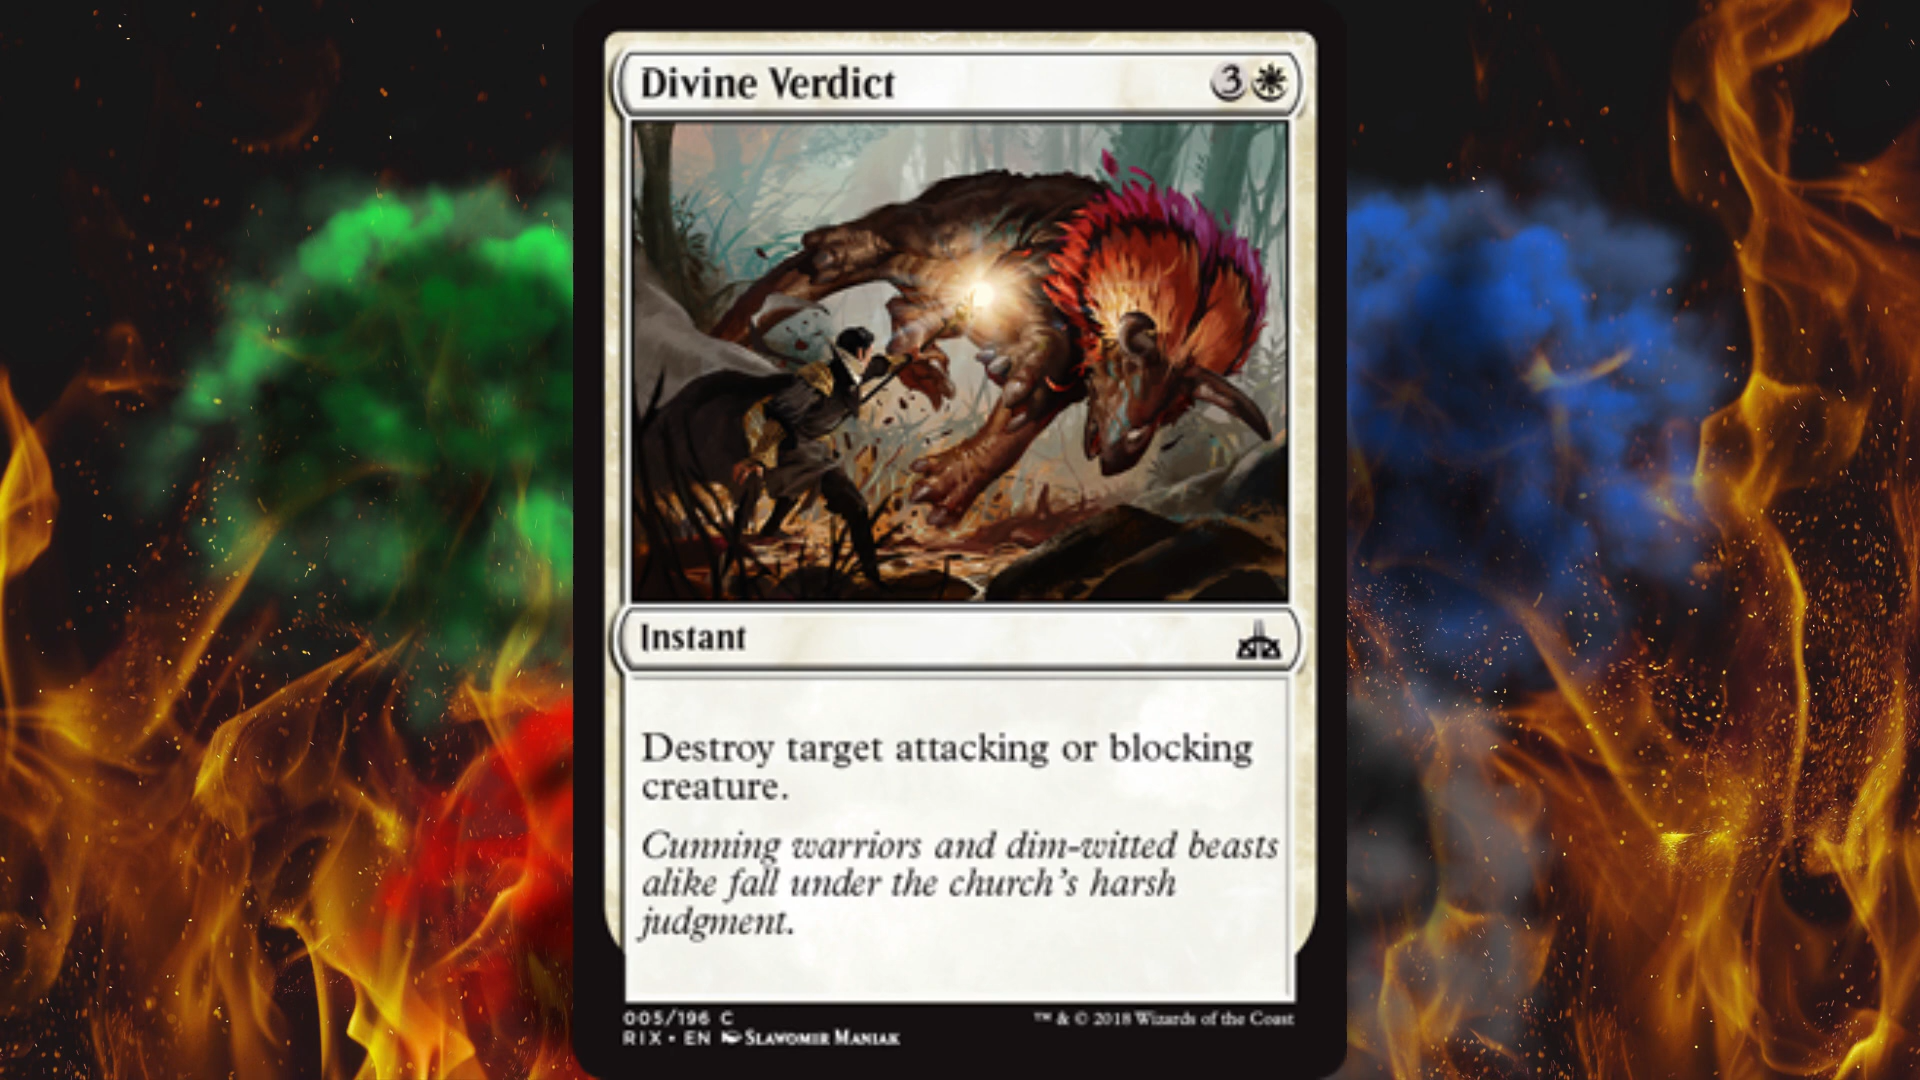 Divine Verdict 3
Instant
Destroy target attacking or blocking
creature.
Cunning warriors and dim-witted beasts
alike fall under the church's harsh
judgment.
005/196 C
RIX • EN SLAWOMIR MANIAK
™ & © 2018 Wizards of the Coast